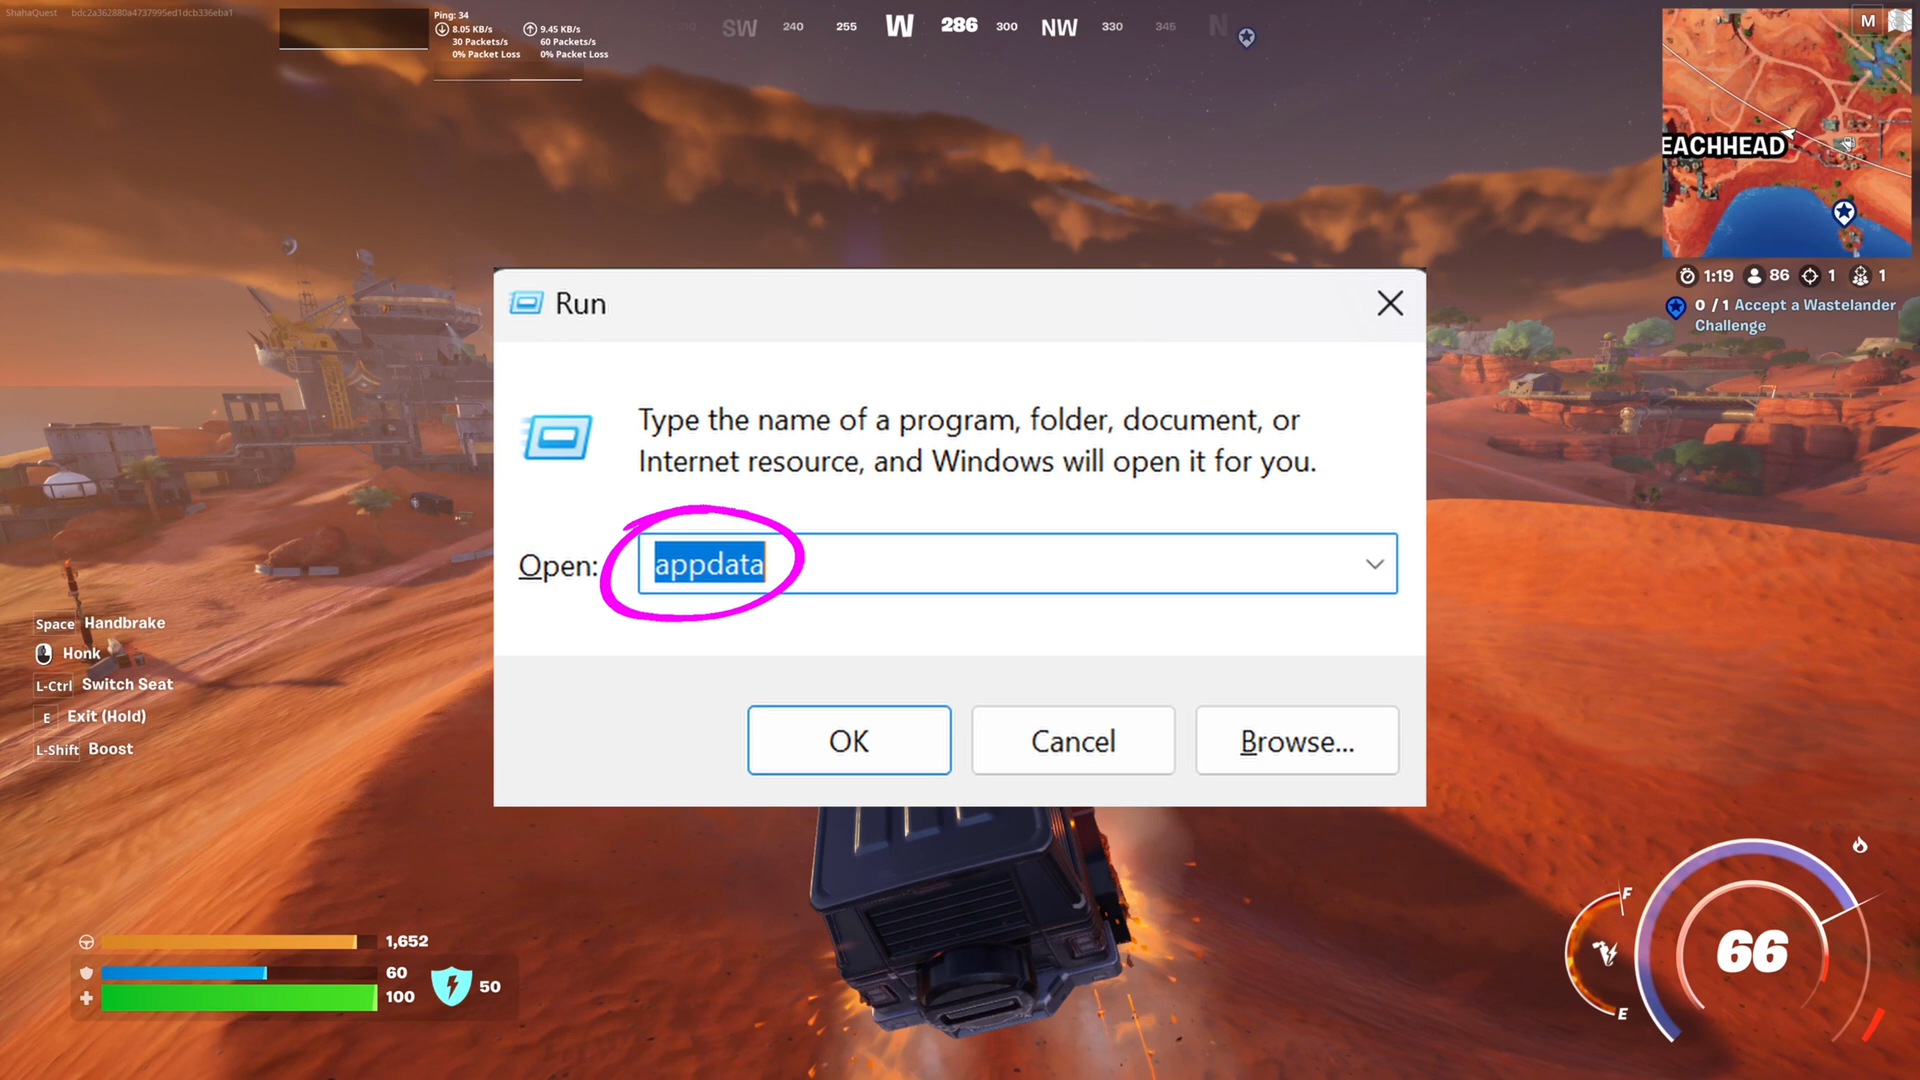 ShahaQuest bdc2a362880a4737995ed1dcb336eba1
Ping: 34
8.05 KB/s 9.45 KB/s
30 Packets/s 60 Packets/s
0% Packet Loss 0% Packet Loss
SW 240 255 W 286 300 NW 330 345 N
M
EACHHEAD
1:19 86 1 1
0 / 1 Accept a Wastelander
Challenge
Run
Type the name of a program, folder, document, or
Internet resource, and Windows will open it for you.
Open: appdata
OK Cancel Browse...
Space Handbrake
Honk
L-Ctrl Switch Seat
E Exit (Hold)
L-Shift Boost
1,652
60
100
50
F
66
E